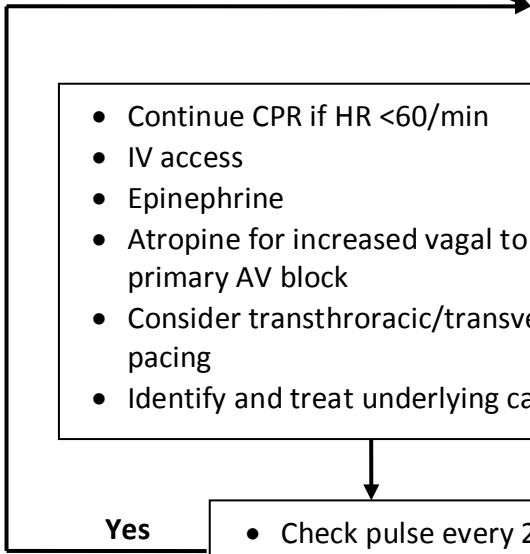 • Continue CPR if HR <60/min
• IV access
• Epinephrine
• Atropine for increased vagal to
primary AV block
• Consider transthroracic/transve
pacing
• Identify and treat underlying ca
Yes
• Check pulse every 2